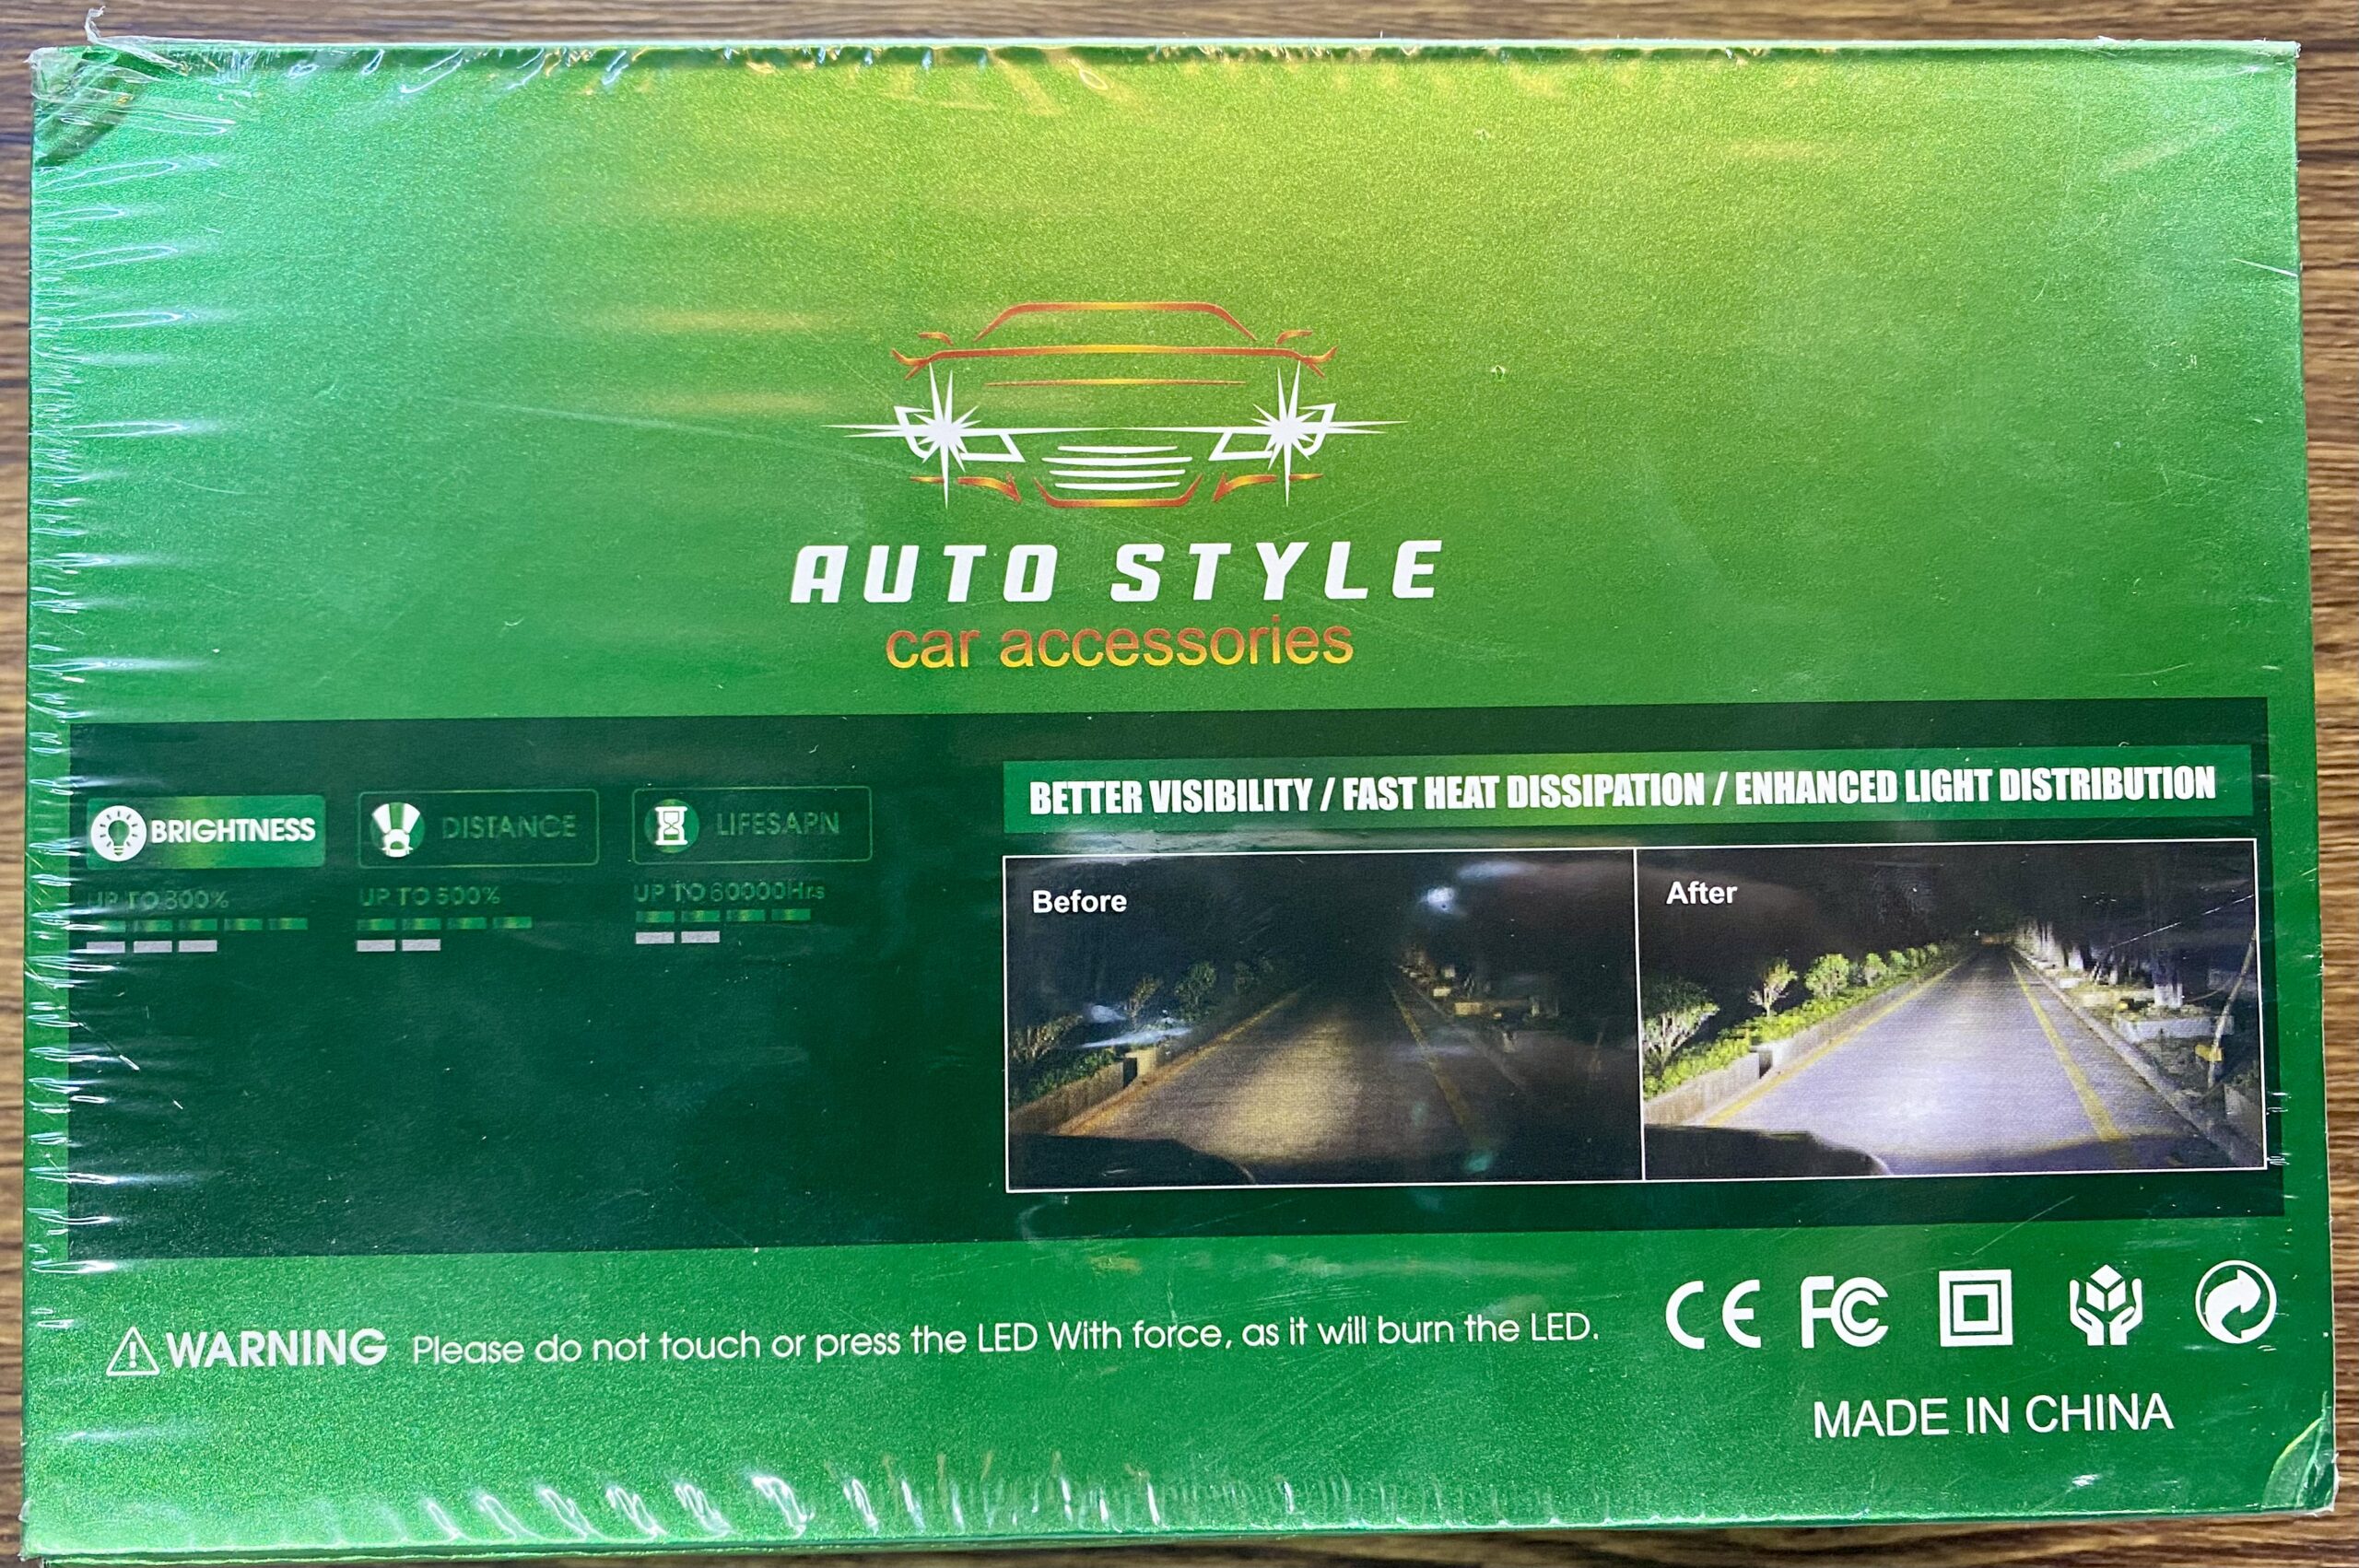 AUTO STYLE
car accessories
BRIGHTNESS
DISTANCE
LIFESAPN
UP TO 300%
UP TO 500%
UP TO 60000Hrs
BETTER VISIBILITY / FAST HEAT DISSIPATION / ENHANCED LIGHT DISTRIBUTION
Before
After
WARNING Please do not touch or press the LED With force, as it will burn the LED.
CE FC
MADE IN CHINA